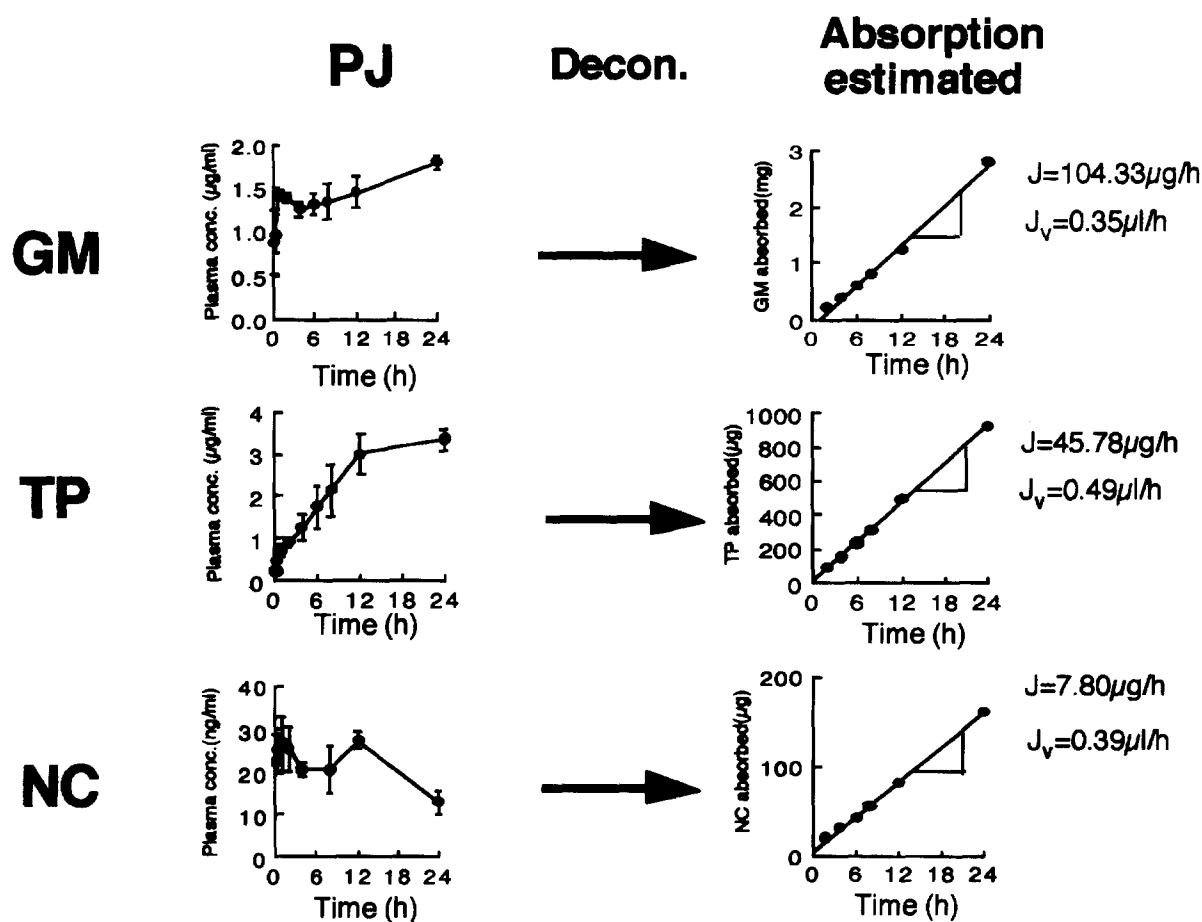 PJ
Decon.
Absorption
estimated
GM
Plasma conc. (µg/ml)
2.0
1.5
1.0
0.5
0.0
0 6 12 18 24
Time (h)
GM absorbed(mg)
3
2
1
0
0 6 12 18 24
Time (h)
J=104.33µg/h
Jv=0.35µl/h
TP
Plasma conc. (µg/ml)
4
3
2
1
0
0 6 12 18 24
Time (h)
TP absorbed(µg)
1000
800
600
400
200
0
0 6 12 18 24
Time (h)
J=45.78µg/h
Jv=0.49µl/h
NC
Plasma conc.(ng/ml)
40
30
20
10
0
0 6 12 18 24
Time (h)
NC absorbed(µg)
200
100
0
0 6 12 18 24
Time (h)
J=7.80µg/h
Jv=0.39µl/h